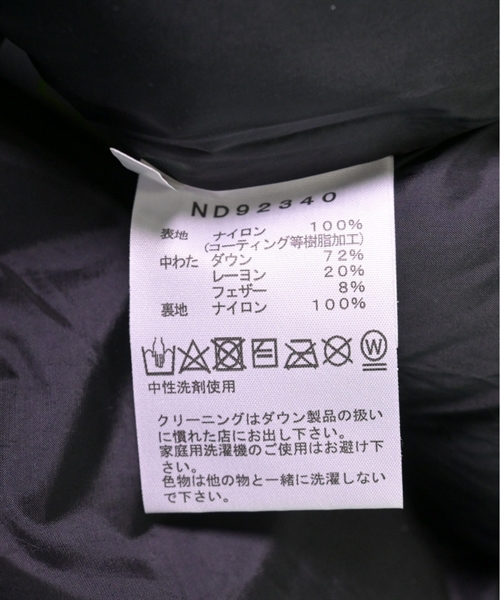 ND92340
表地 ナイロン 100%
(コーティング等樹脂加工)
中わた ダウン 72%
レーヨン 20%
フェザー 8%
裏地 ナイロン 100%
W
中性洗剤使用
クリーニングはダウン製品の扱い
に慣れた店にお出し下さい。
家庭用洗濯機のご使用はお避け下
さい。
色物は他の物と一緒に洗濯しない
で下さい。